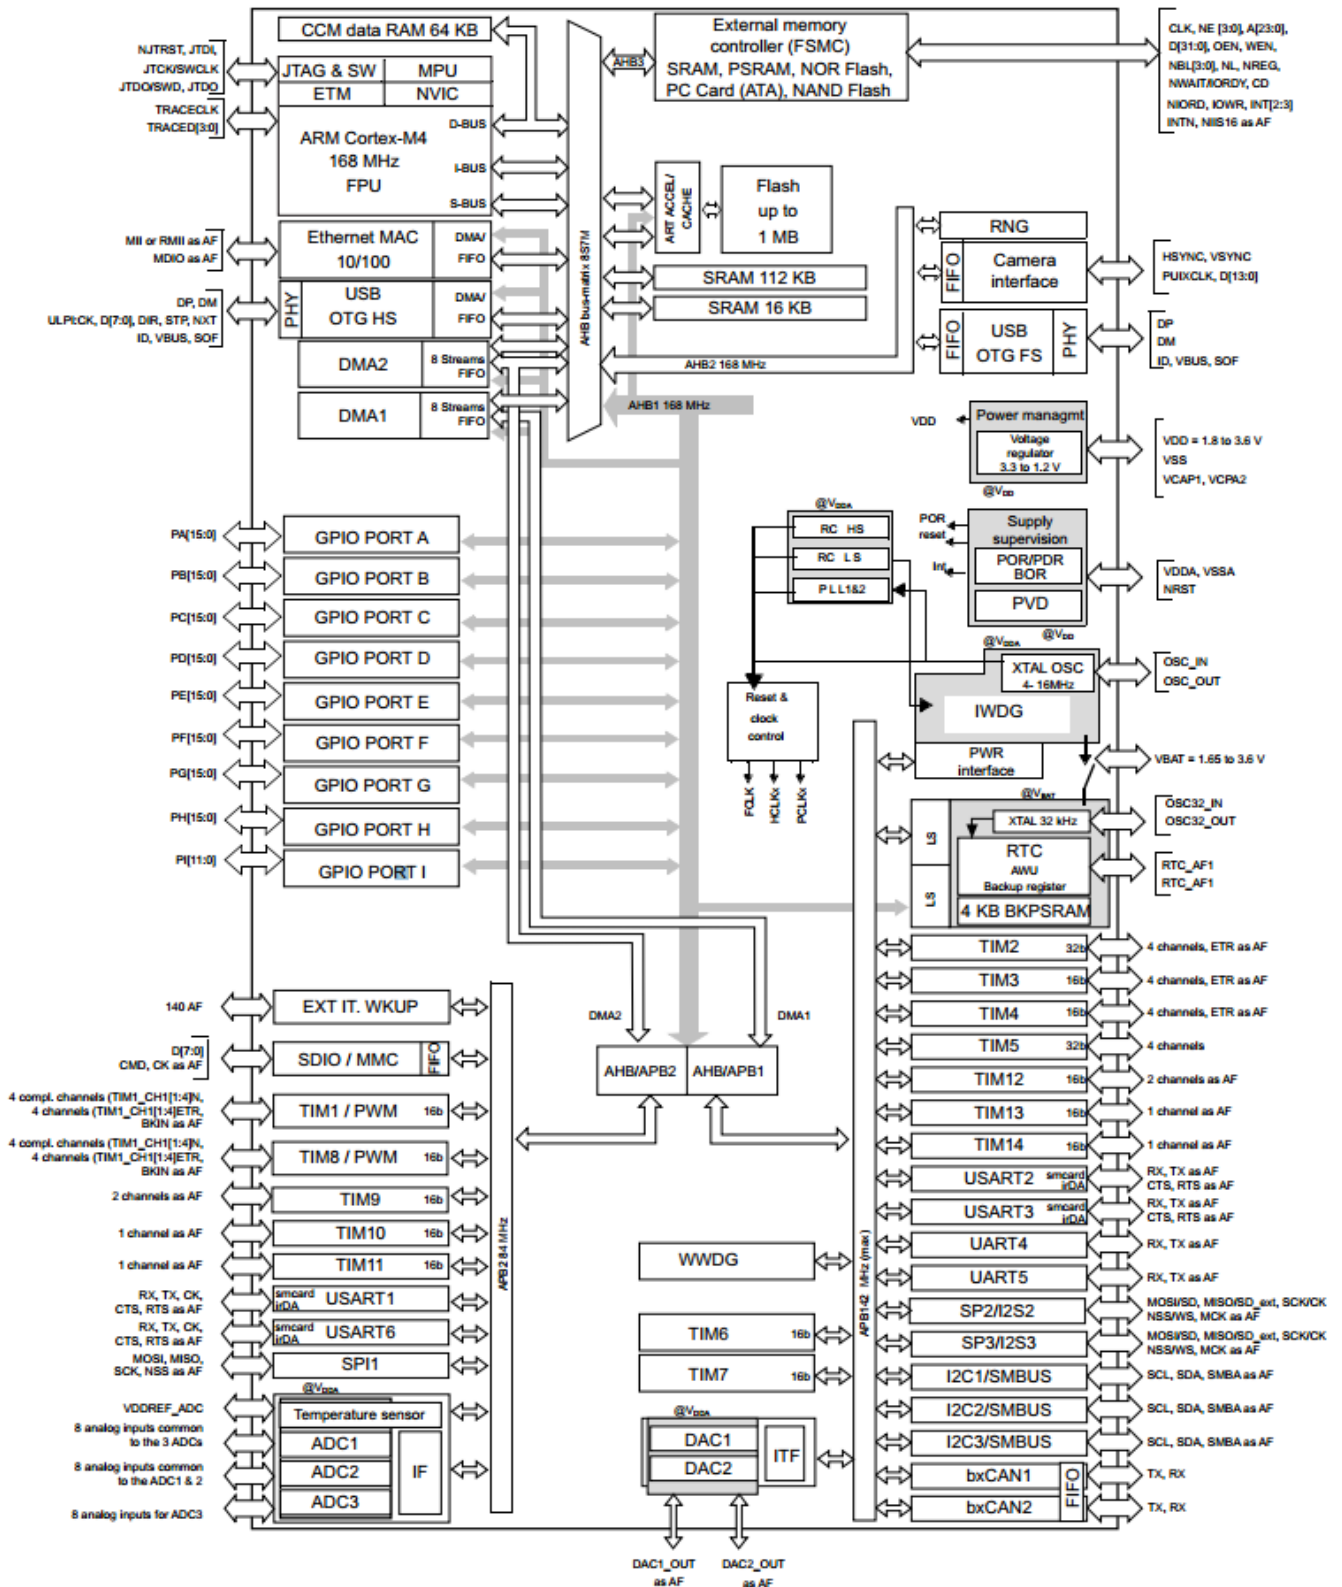 CCM data RAM 64 KB
External memory
controller (FSMC)
SRAM, PSRAM, NOR Flash,
PC Card (ATA), NAND Flash
AHB3
CLK, NE [3:0], A[23:0],
D[31:0], OEN, WEN,
NBL[3:0], NL, NREG,
NWAIT/IORDY, CD
NIORD, IOWR, INT[2:3]
INTN, NIIS16 as AF
NJTRST, JTDI,
JTCK/SWCLK
JTDO/SWD, JTDO
TRACECLK
TRACED[3:0]
JTAG & SW
MPU
ETM
NVIC
ARM Cortex-M4
168 MHz
FPU
D-BUS
I-BUS
S-BUS
AHB bus-matrix 8S7M
ART ACCEL/
CACHE
Flash
up to
1 MB
SRAM 112 KB
SRAM 16 KB
AHB2 168 MHz
AHB1 168 MHz
MII or RMII as AF
MDIO as AF
Ethernet MAC
10/100
DMA/
FIFO
DP, DM
ULPI:CK, D[7:0], DIR, STP, NXT
ID, VBUS, SOF
PHY
USB
OTG HS
DMA/
FIFO
DMA2
8 Streams
FIFO
DMA1
8 Streams
FIFO
RNG
FIFO
Camera
interface
HSYNC, VSYNC
PUIXCLK, D[13:0]
FIFO
USB
OTG FS
PHY
DP
DM
ID, VBUS, SOF
VDD
Power managmt
Voltage
regulator
3.3 to 1.2 V
@VDD
VDD = 1.8 to 3.6 V
VSS
VCAP1, VCPA2
@VDDA
RC HS
RC LS
PLL1&2
POR
reset
Int
Supply
supervision
POR/PDR
BOR
PVD
@VDD
VDDA, VSSA
NRST
@VDDA
XTAL OSC
4- 16MHz
IWDG
OSC_IN
OSC_OUT
PWR
interface
VBAT = 1.65 to 3.6 V
@VBAT
Reset &
clock
control
FCLK
HCLKx
PCLKx
LS
LS
XTAL 32 kHz
RTC
AWU
Backup register
4 KB BKPSRAM
OSC32_IN
OSC32_OUT
RTC_AF1
RTC_AF1
PA[15:0]
GPIO PORT A
PB[15:0]
GPIO PORT B
PC[15:0]
GPIO PORT C
PD[15:0]
GPIO PORT D
PE[15:0]
GPIO PORT E
PF[15:0]
GPIO PORT F
PG[15:0]
GPIO PORT G
PH[15:0]
GPIO PORT H
PI[11:0]
GPIO PORT I
DMA2
DMA1
AHB/APB2
AHB/APB1
140 AF
EXT IT. WKUP
D[7:0]
CMD, CK as AF
SDIO / MMC
FIFO
4 compl. channels (TIM1_CH1[1:4]N,
4 channels (TIM1_CH1[1:4]ETR,
BKIN as AF
TIM1 / PWM
16b
4 compl. channels (TIM1_CH1[1:4]N,
4 channels (TIM1_CH1[1:4]ETR,
BKIN as AF
TIM8 / PWM
16b
2 channels as AF
TIM9
16b
1 channel as AF
TIM10
16b
1 channel as AF
TIM11
16b
RX, TX, CK,
CTS, RTS as AF
smcard
irDA
USART1
RX, TX, CK,
CTS, RTS as AF
smcard
irDA
USART6
MOSI, MISO,
SCK, NSS as AF
SPI1
@VDDA
VDDREF_ADC
Temperature sensor
8 analog inputs common
to the 3 ADCs
ADC1
8 analog inputs common
to the ADC1 & 2
ADC2
8 analog inputs for ADC3
ADC3
IF
APB2 84 MHz
WWDG
TIM6
16b
TIM7
16b
@VDDA
DAC1
DAC2
ITF
DAC1_OUT
as AF
DAC2_OUT
as AF
APB142 MHz (max)
TIM2
32b
4 channels, ETR as AF
TIM3
16b
4 channels, ETR as AF
TIM4
16b
4 channels, ETR as AF
TIM5
32b
4 channels
TIM12
16b
2 channels as AF
TIM13
16b
1 channel as AF
TIM14
16b
1 channel as AF
USART2
smcard
irDA
RX, TX as AF
CTS, RTS as AF
USART3
smcard
irDA
RX, TX as AF
CTS, RTS as AF
UART4
RX, TX as AF
UART5
RX, TX as AF
SP2/I2S2
MOSI/SD, MISO/SD_ext, SCK/CK
NSS/WS, MCK as AF
SP3/I2S3
MOSI/SD, MISO/SD_ext, SCK/CK
NSS/WS, MCK as AF
I2C1/SMBUS
SCL, SDA, SMBA as AF
I2C2/SMBUS
SCL, SDA, SMBA as AF
I2C3/SMBUS
SCL, SDA, SMBA as AF
bxCAN1
TX, RX
bxCAN2
FIFO
TX, RX